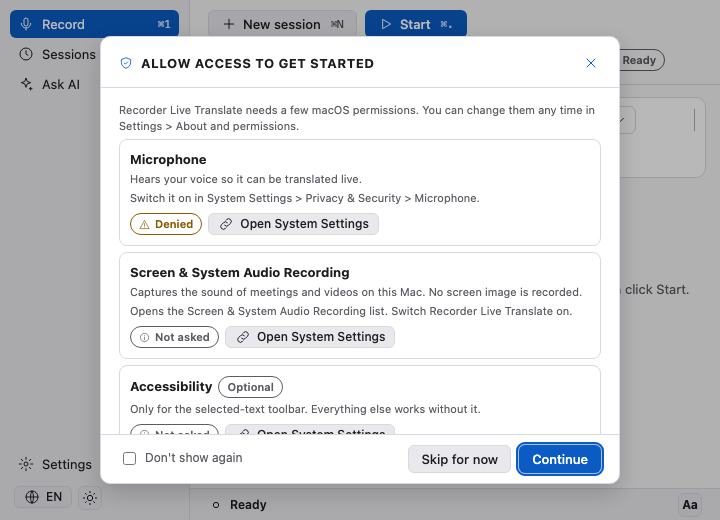 Record ⌘1
New session ⌘N
Start ⌘.
Sessions
Ask AI
Ready
ALLOW ACCESS TO GET STARTED
Recorder Live Translate needs a few macOS permissions. You can change them any time in
Settings > About and permissions.
Microphone
Hears your voice so it can be translated live.
Switch it on in System Settings > Privacy & Security > Microphone.
Denied
Open System Settings
Screen & System Audio Recording
Captures the sound of meetings and videos on this Mac. No screen image is recorded.
Opens the Screen & System Audio Recording list. Switch Recorder Live Translate on.
Not asked
Open System Settings
Accessibility Optional
Only for the selected-text toolbar. Everything else works without it.
Not asked
Open System Settings
click Start.
Don't show again
Skip for now
Continue
Settings
EN
Ready
Aa